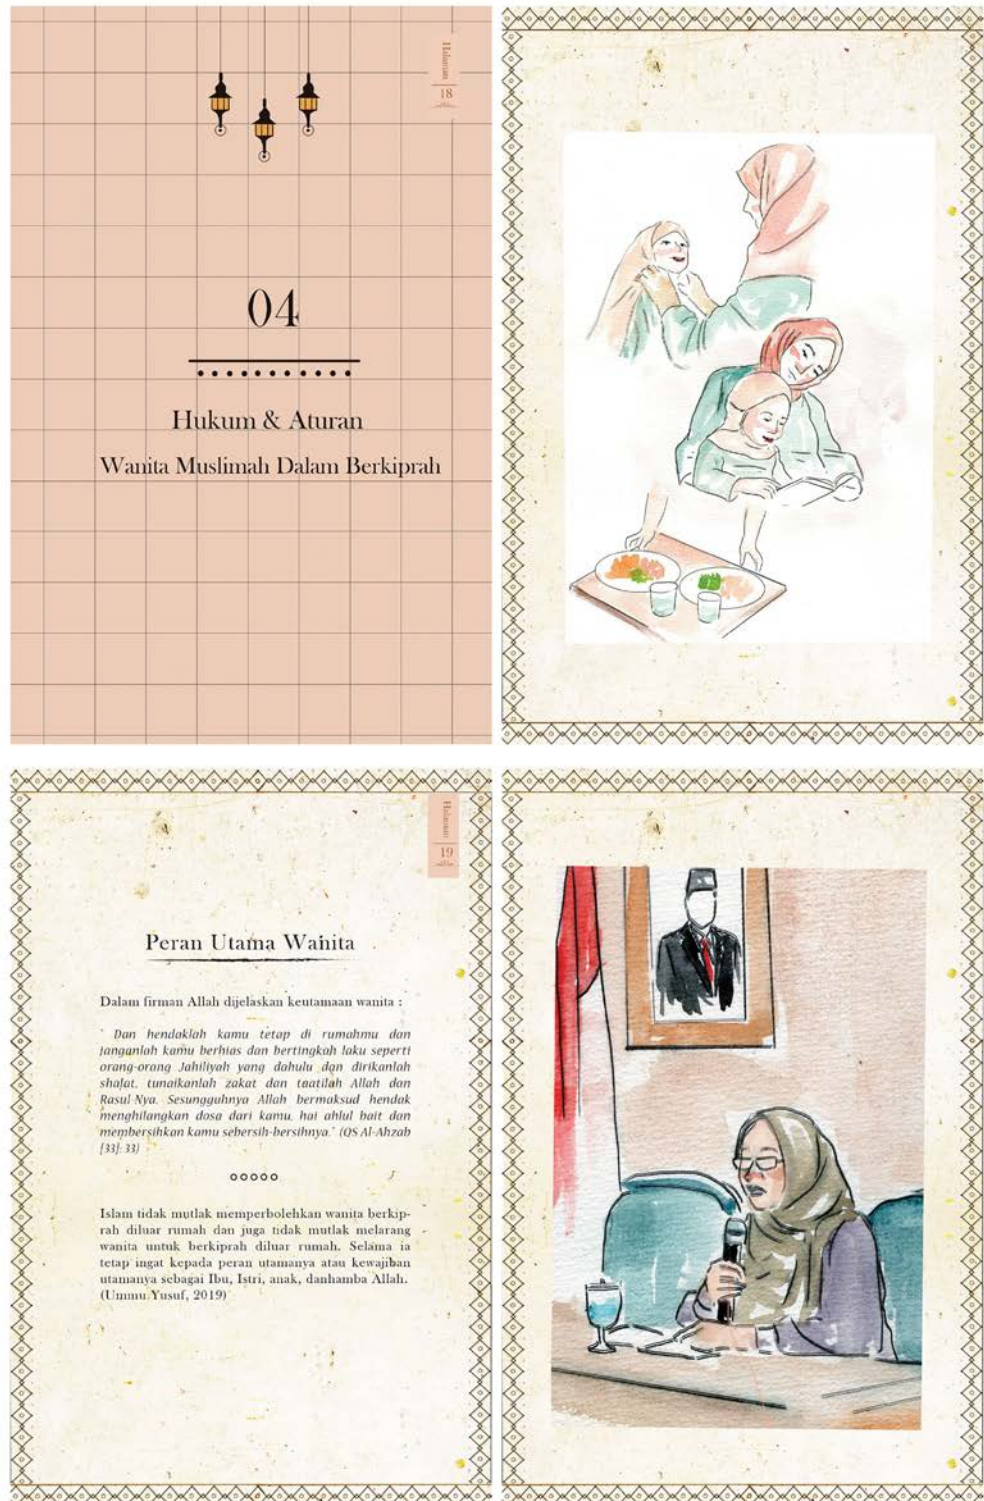 Halaman
18
04
Hukum & Aturan
Wanita Muslimah Dalam Berkiprah
Halaman
19
Peran Utama Wanita
Dalam firman Allah dijelaskan keutamaan wanita :
` Dan hendaklah kamu tetap di rumahmu dan
janganlah kamu berhias dan bertingkah laku seperti
orang-orang Jahiliyah yang dahulu dan dirikanlah
shalat, tunaikanlah zakat dan taatilah Allah dan
Rasul-Nya. Sesungguhnya Allah bermaksud hendak
menghilangkan dosa dari kamu, hai ahlul bait dan
membersihkan kamu sebersih-bersihnya.` (QS Al-Ahzab
[33]: 33)
Islam tidak mutlak memperbolehkan wanita berkip-
rah diluar rumah dan juga tidak mutlak melarang
wanita untuk berkiprah diluar rumah. Selama ia
tetap ingat kepada peran utamanya atau kewajiban
utamanya sebagai Ibu, Istri, anak, danhamba Allah.
(Ummu Yusuf, 2019)